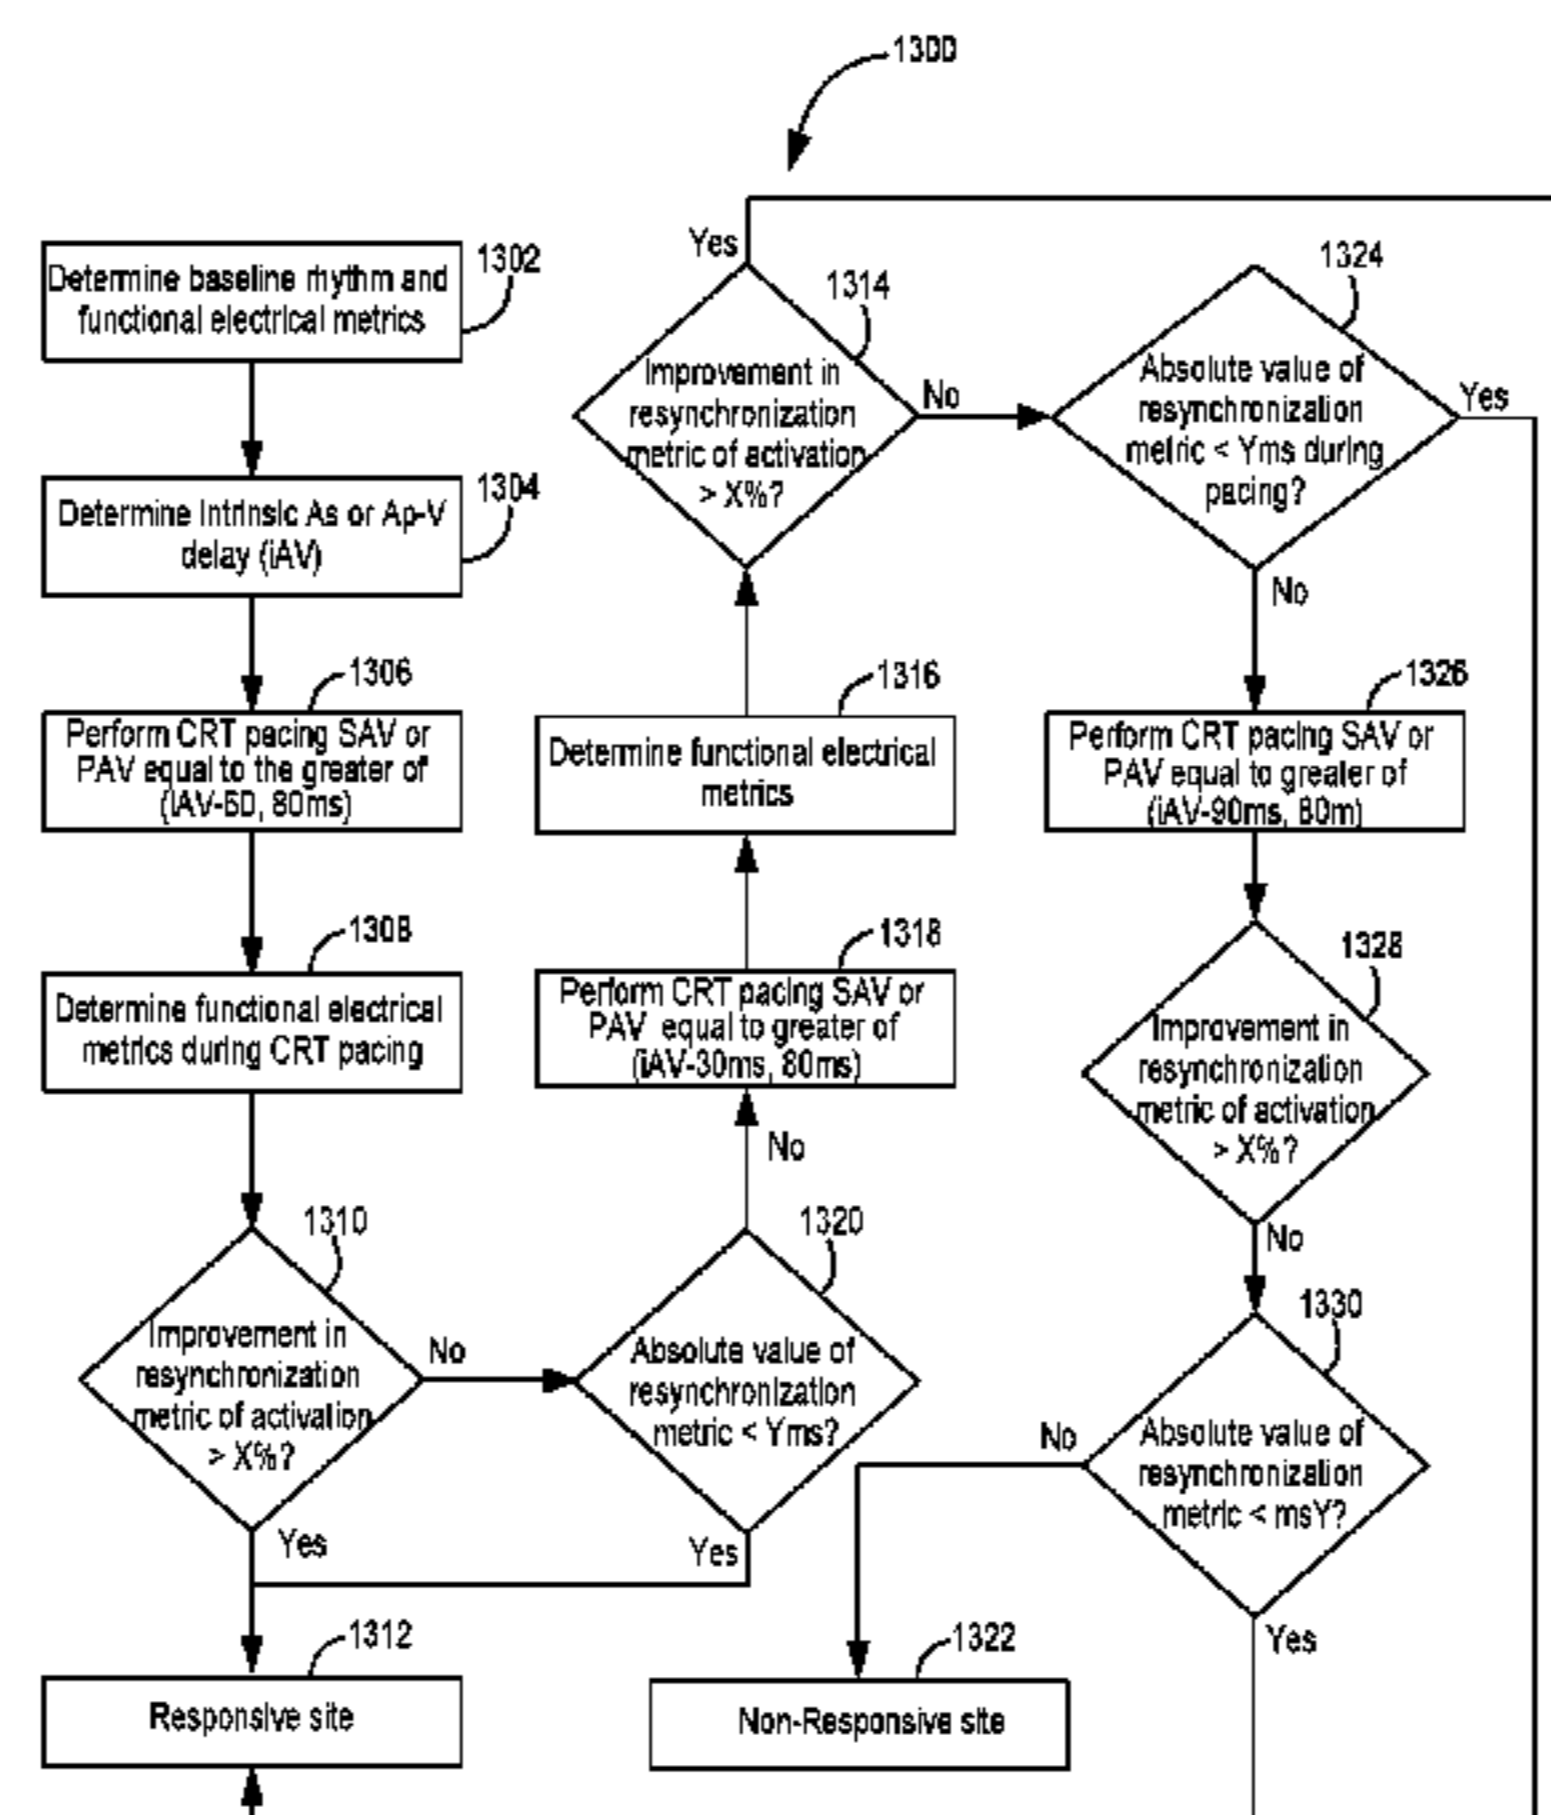 1300
1302
Determine baseline rhythm and
functional electrical metrics
1304
Determine Intrinsic As or Ap-V
delay (iAV)
1306
Perform CRT pacing SAV or
PAV equal to the greater of
(iAV-60, 80ms)
1308
Determine functional electrical
metrics during CRT pacing
1310
Improvement in
resynchronization
metric of activation
> X%?
No
Yes
1312
Responsive site
Yes
1314
Improvement in
resynchronization
metric of activation
> X%?
No
1316
Determine functional electrical
metrics
1318
Perform CRT pacing SAV or
PAV equal to greater of
(iAV-30ms, 80ms)
No
1320
Absolute value of
resynchronization
metric < Yms?
Yes
1322
Non-Responsive site
1324
Absolute value of
resynchronization
metric < Yms during
pacing?
Yes
No
1326
Perform CRT pacing SAV or
PAV equal to greater of
(iAV-90ms, 80m)
1328
Improvement in
resynchronization
metric of activation
> X%?
No
1330
Absolute value of
resynchronization
metric < msY?
No
Yes